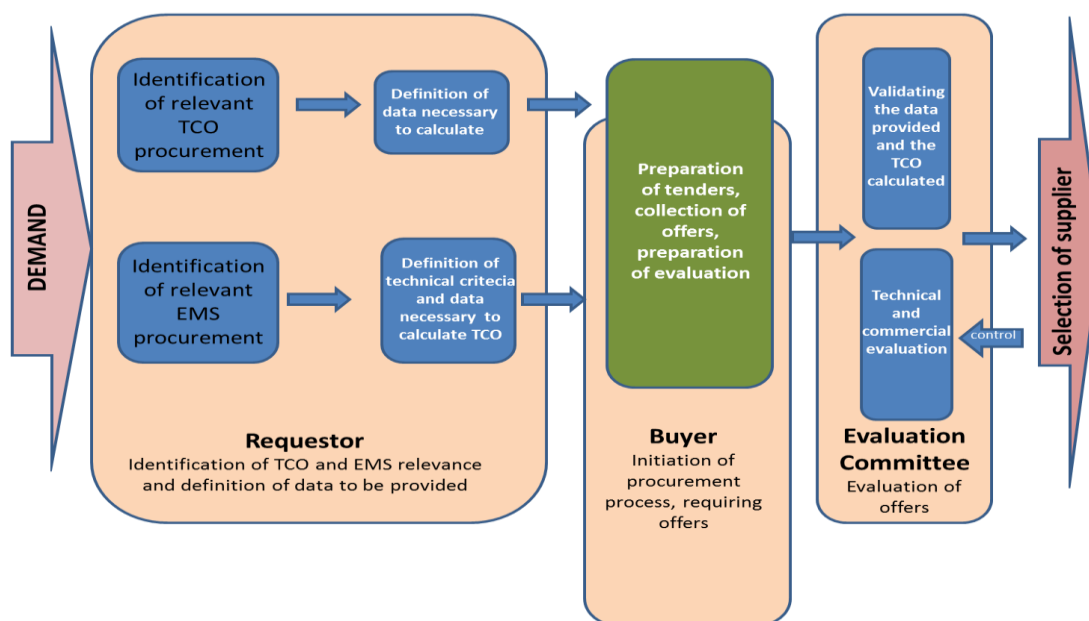 DEMAND
Identification
of relevant
TCO
procurement
Definition of
data necessary
to calculate
Identification
of relevant
EMS
procurement
Definition of
technical critecia
and data
necessary to
calculate TCO
Requestor
Identification of TCO and EMS relevance
and definition of data to be provided
Preparation
of tenders,
collection of
offers,
preparation
of evaluation
Buyer
Initiation of
procurement
process, requiring
offers
Validating
the data
provided
and the
TCO
calculated
Technical
and
commercial
evaluation
control
Evaluation
Committee
Evaluation of
offers
Selection of supplier